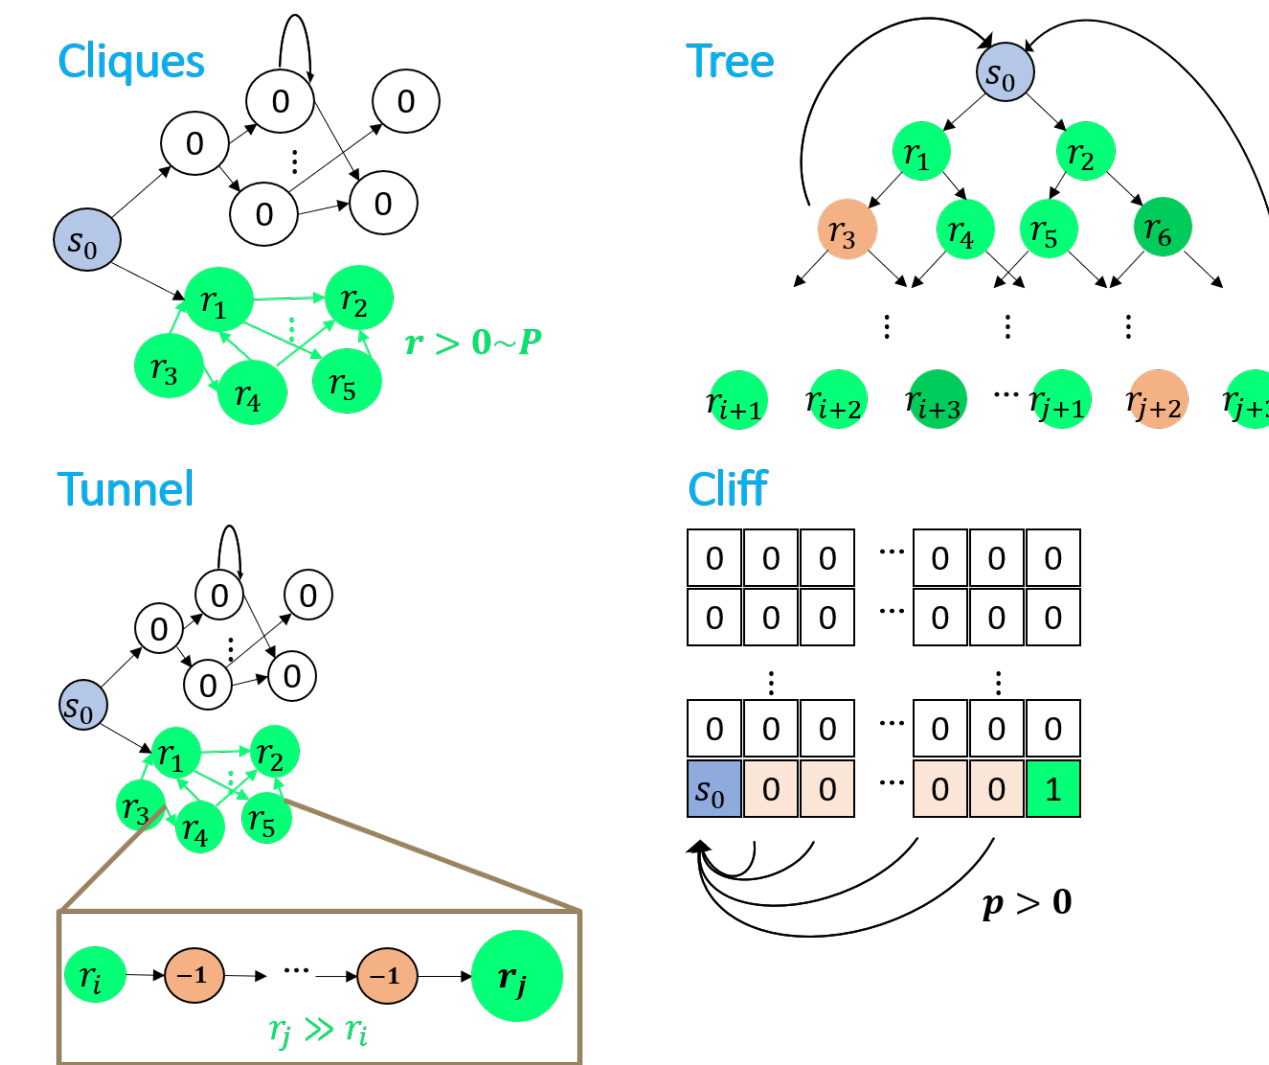 Cliques
0
0
0
0
0
⋮
s₀
r₁
r₂
⋮
r₃
r₄
r₅
r > 0~P
Tree
s₀
r₁
r₂
r₃
r₄
r₅
r₆
⋮ ⋮ ⋮
rᵢ₊₁ rᵢ₊₂ rᵢ₊₃ ⋯ rⱼ₊₁ rⱼ₊₂ rⱼ₊₃
Tunnel
0
0
0
0
0
⋮
s₀
r₁
r₂
⋮
r₃
r₄
r₅
rᵢ −1 ⋯ −1 rⱼ
rⱼ ≫ rᵢ
Cliff
0 0 0 ⋯ 0 0 0
0 0 0 ⋯ 0 0 0
⋮ ⋮
0 0 0 ⋯ 0 0 0
s₀ 0 0 ⋯ 0 0 1
p > 0